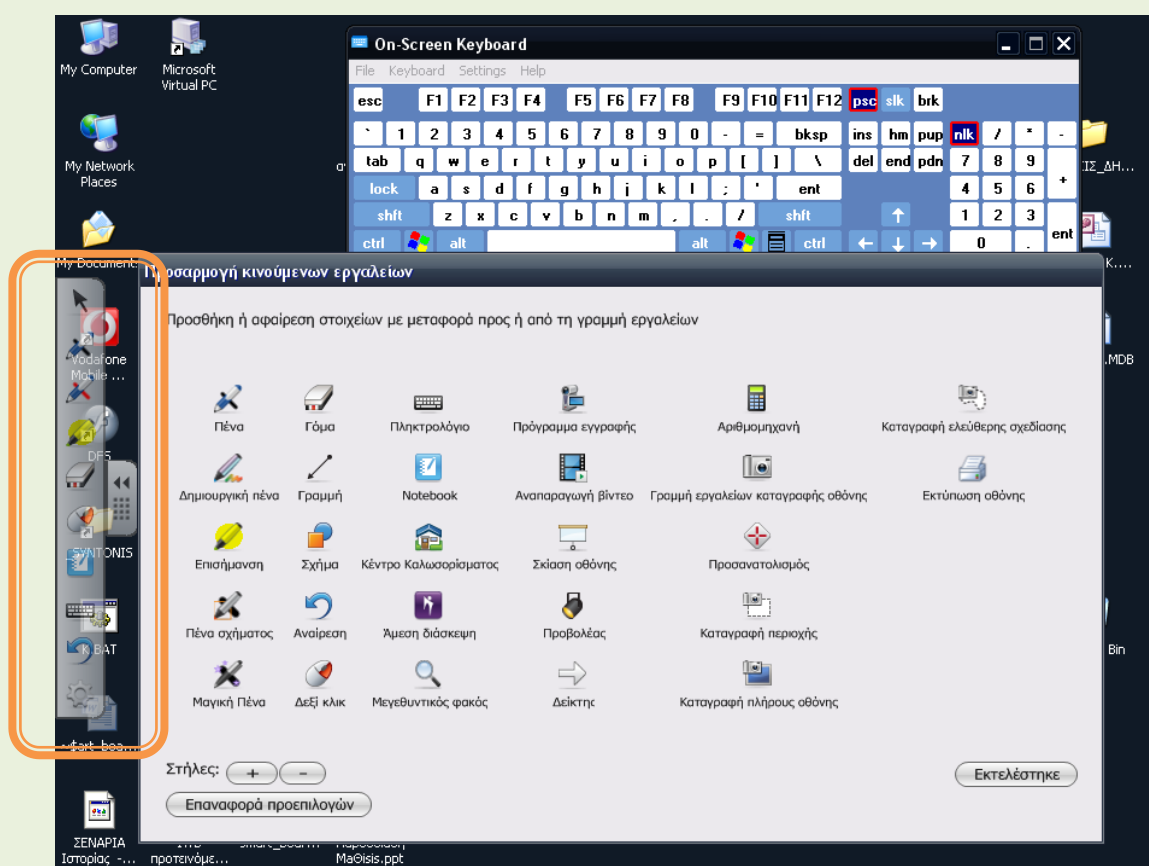 My Computer
Microsoft
Virtual PC
My Network
Places
On-Screen Keyboard
File Keyboard Settings Help
esc F1 F2 F3 F4 F5 F6 F7 F8 F9 F10 F11 F12 psc slk brk
` 1 2 3 4 5 6 7 8 9 0 - = bksp ins hm pup nlk / * -
tab q w e r t y u i o p [ ] \ del end pdn 7 8 9 +
lock a s d f g h j k l ; ' ent 4 5 6
shft z x c v b n m , . / shft ↑ 1 2 3 ent
ctrl alt alt ctrl ← ↓ → 0 .
Προσαρμογή κινούμενων εργαλείων
Προσθήκη ή αφαίρεση στοιχείων με μεταφορά προς ή από τη γραμμή εργαλείων
Πένα Γόμα Πληκτρολόγιο Πρόγραμμα εγγραφής Αριθμομηχανή Καταγραφή ελεύθερης σχεδίασης
Δημιουργική πένα Γραμμή Notebook Αναπαραγωγή βίντεο Γραμμή εργαλείων καταγραφής οθόνης Εκτύπωση οθόνης
Επισήμανση Σχήμα Κέντρο Καλωσορίσματος Σκίαση οθόνης Προσανατολισμός
Πένα σχήματος Αναίρεση Άμεση διάσκεψη Προβολέας Καταγραφή περιοχής
Μαγική Πένα Δεξί κλικ Μεγεθυντικός φακός Δείκτης Καταγραφή πλήρους οθόνης
Στήλες: + -
Επαναφορά προεπιλογών
Εκτελέστηκε
Vodafone
Mobile ...
DFS
SYNTONIS
K.BAT
ΣΕΝΑΡΙΑ
Ιστορίας -...
προτεινόμε...
Μαθisis.ppt
K....
.MDB
Bin